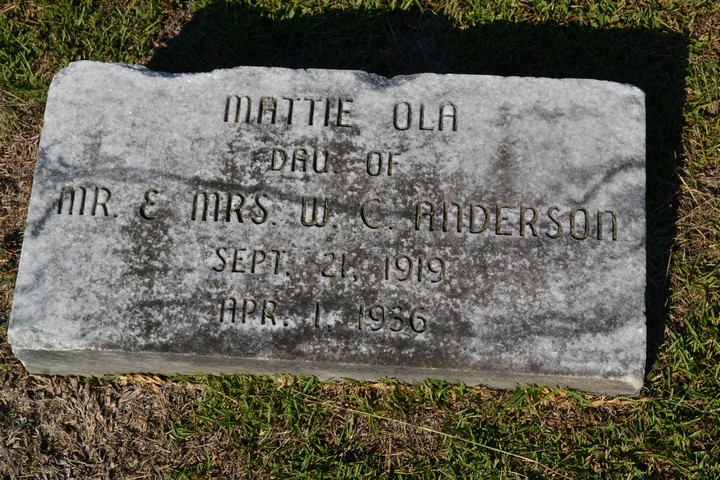 MATTIE OLA
DAU. OF
MR. & MRS. W. C. ANDERSON
SEPT. 21, 1919
APR. 1, 1936